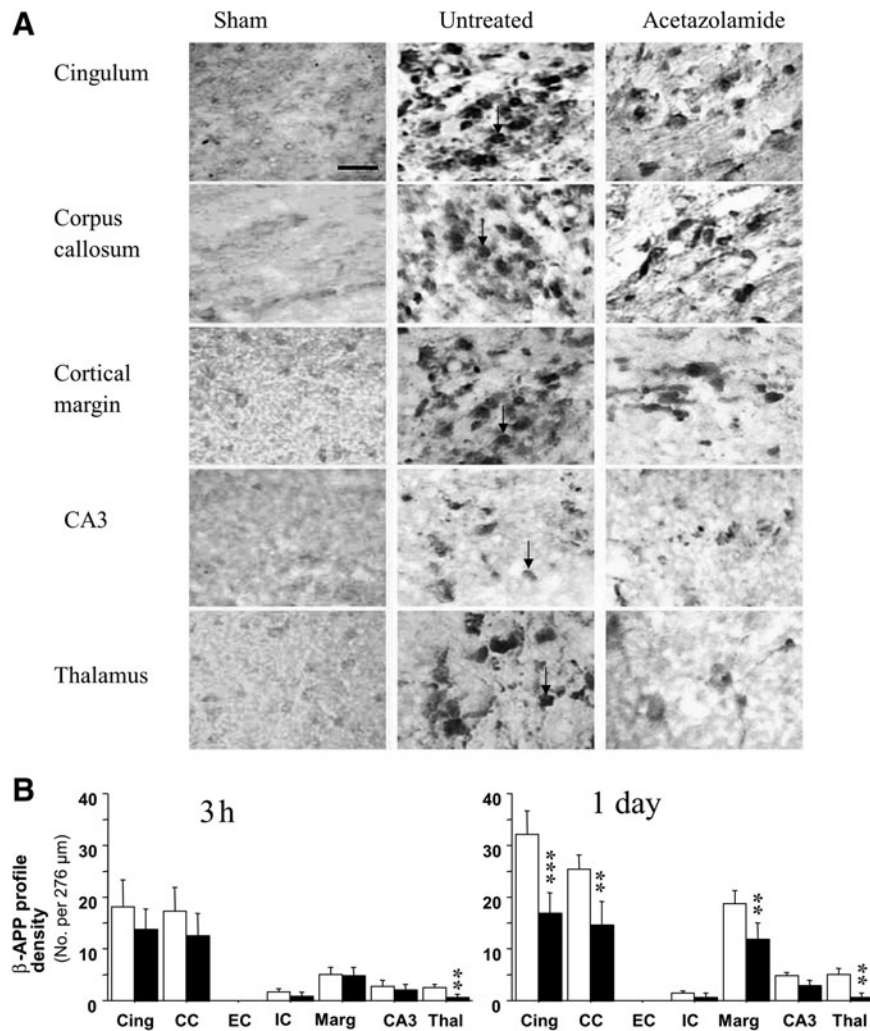 A
Sham Untreated Acetazolamide
Cingulum
Corpus
callosum
Cortical
margin
CA3
Thalamus
B
β-APP profile
density
(No. per 276 μm)
40
30
20
10
0
3 h
**
Cing CC EC IC Marg CA3 Thal
40
30
20
10
0
1 day
***
**
**
**
Cing CC EC IC Marg CA3 Thal